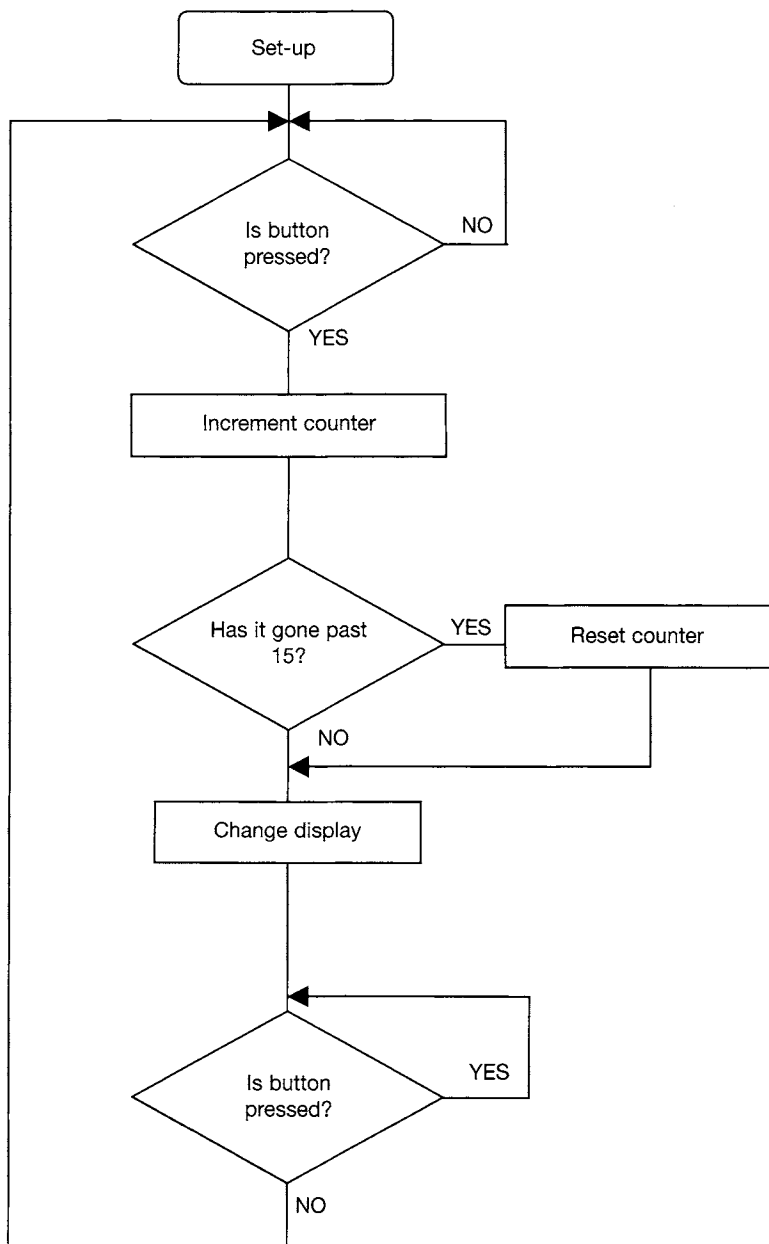 Set-up
Is button
pressed?
NO
YES
Increment counter
Has it gone past
15?
YES
Reset counter
NO
Change display
Is button
pressed?
YES
NO